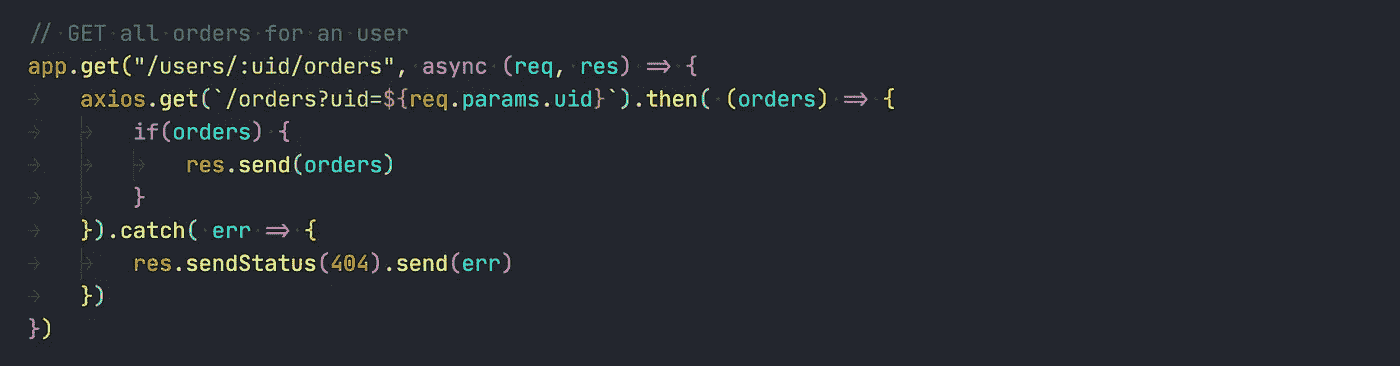 // GET all orders for an user
app.get("/users/:uid/orders", async (req, res) => {
    axios.get(`/orders?uid=${req.params.uid}`).then( (orders) => {
        if(orders) {
            res.send(orders)
        }
    }).catch( err => {
        res.sendStatus(404).send(err)
    })
})